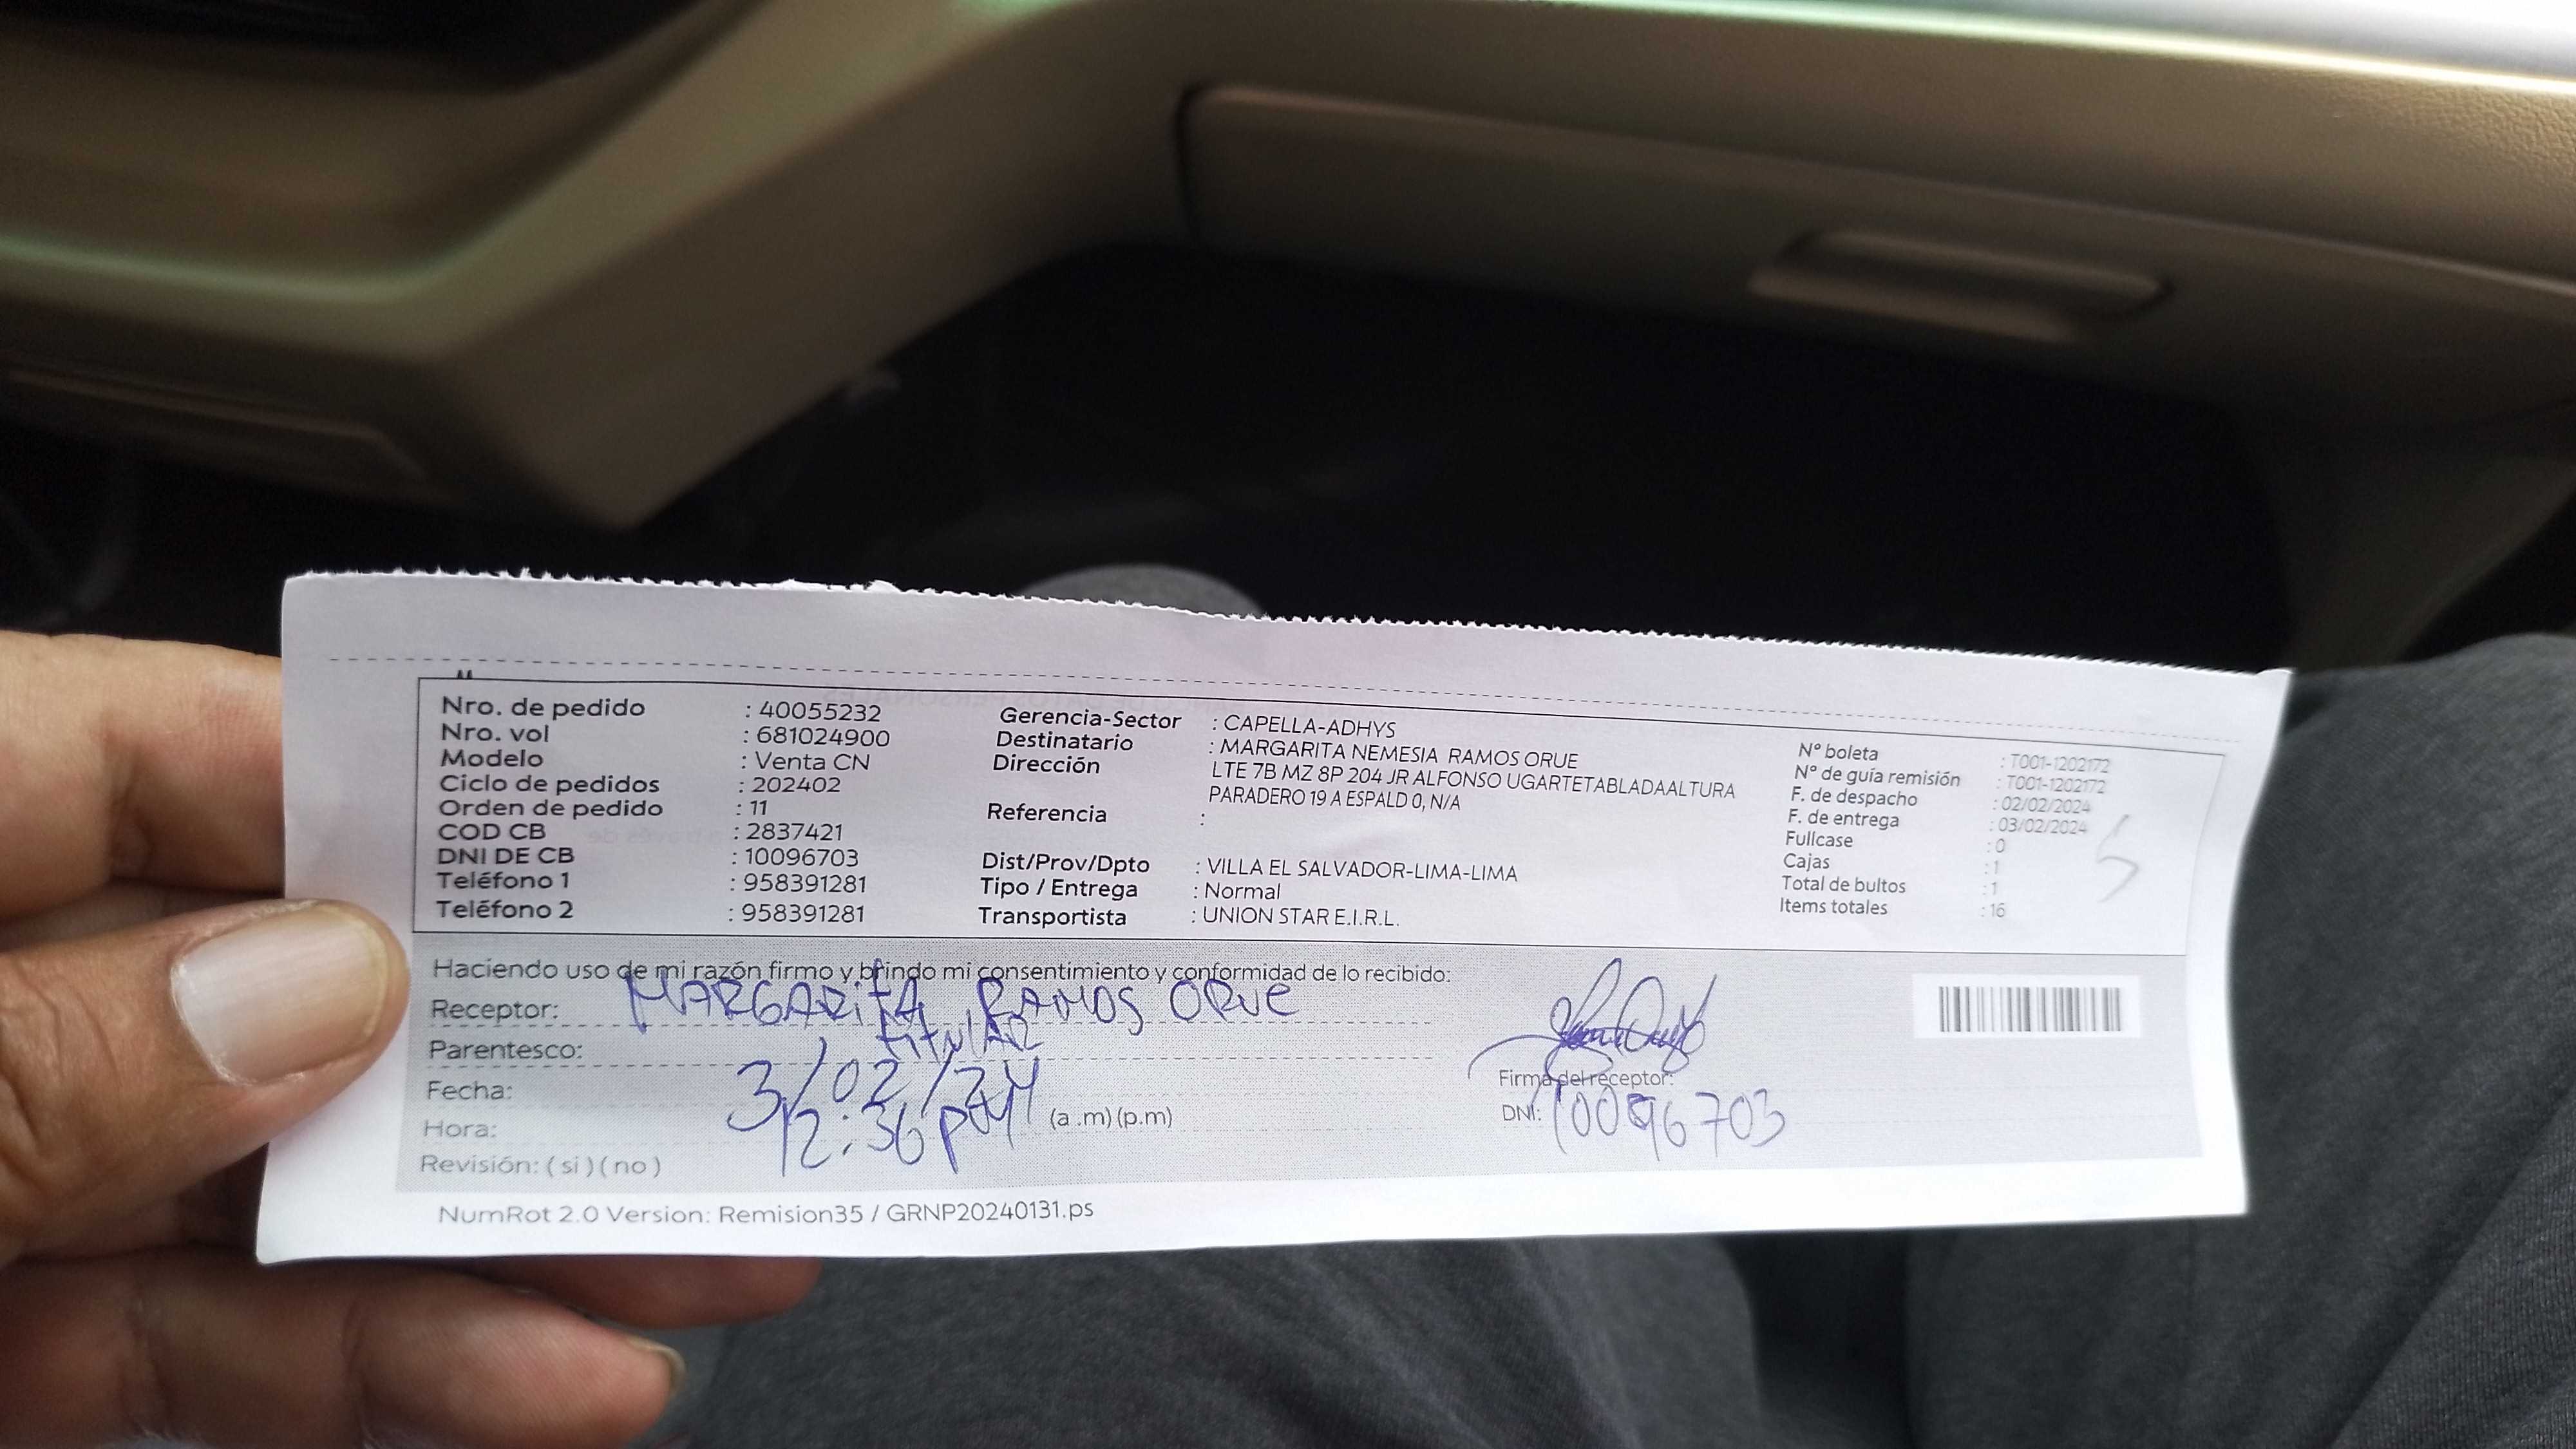 Nro. de pedido : 40055232
Nro. vol : 681024900
Modelo : Venta CN
Ciclo de pedidos : 202402
Orden de pedido : 11
COD CB : 2837421
DNI DE CB : 10096703
Teléfono 1 : 958391281
Teléfono 2 : 958391281
Gerencia-Sector : CAPELLA-ADHYS
Destinatario : MARGARITA NEMESIA RAMOS ORUE
Dirección LTE 7B MZ 8P 204 JR ALFONSO UGARTETABLADAALTURA
PARADERO 19 A ESPALD 0, N/A
Referencia :
Dist/Prov/Dpto : VILLA EL SALVADOR-LIMA-LIMA
Tipo / Entrega : Normal
Transportista : UNION STAR E.I.R.L.
N° boleta : T001-1202172
N° de guía remisión : T001-1202172
F. de despacho : 02/02/2024
F. de entrega : 03/02/2024
Fullcase : 0
Cajas : 1
Total de bultos : 1
Items totales : 16
5
Haciendo uso de mi razón firmo y brindo mi consentimiento y conformidad de lo recibido:
Receptor: MARGARitA RAMOS ORUE
Parentesco: titulAR
Fecha: 3/02/24
Hora: 12:36 pm (a .m) (p.m)
Revisión: ( si ) ( no )
Firma del receptor:
DNI: 10096703
NumRot 2.0 Version: Remision35 / GRNP20240131.ps